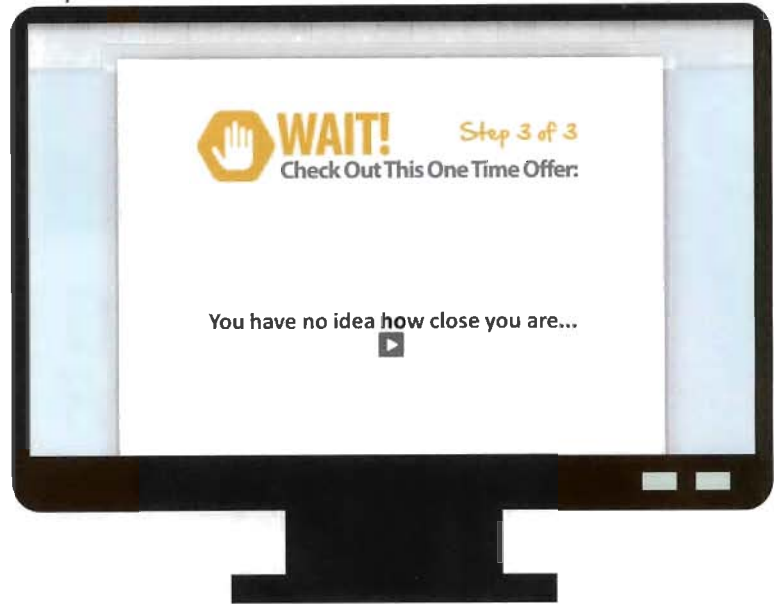 WAIT!
Step 3 of 3
Check Out This One Time Offer:
You have no idea how close you are...